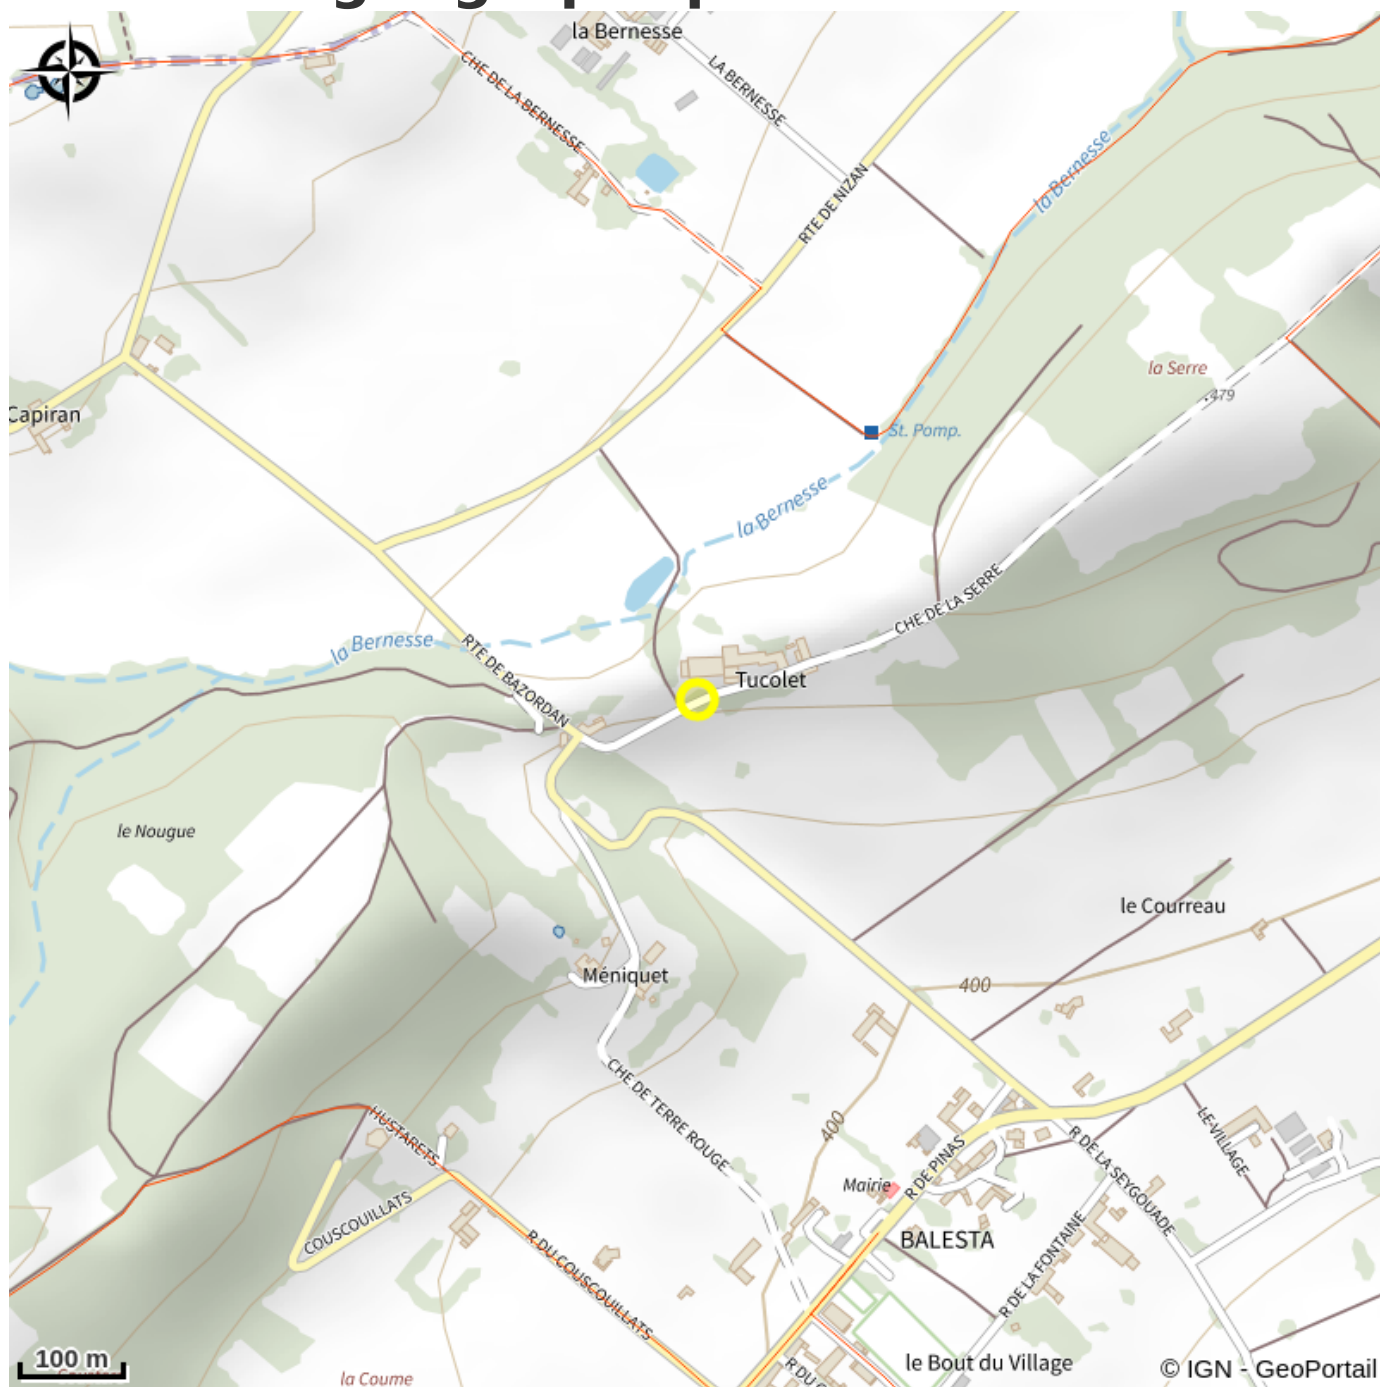 la Bernesse
CHE DE LA BERNESSE
LA BERNESSE
RTE DE NIZAN
la Bernesse
la Serre
479
Capiran
St. Pomp.
la Bernesse
CHE DE LA SERRE
la Bernesse
RTE DE BAZORDAN
Tucolet
le Nougue
le Courreau
Méniquet
400
CHE DE TERRE ROUGE
400
HUSTARETS
R DE PINAS
R DE LA SEYGOUADE
LE VILLAGE
Mairie
COUSCOUILLATS
BALESTA
R DE LA FONTAINE
R DU COUSCOUILLATS
100 m
la Coume
le Bout du Village
© IGN - GeoPortail